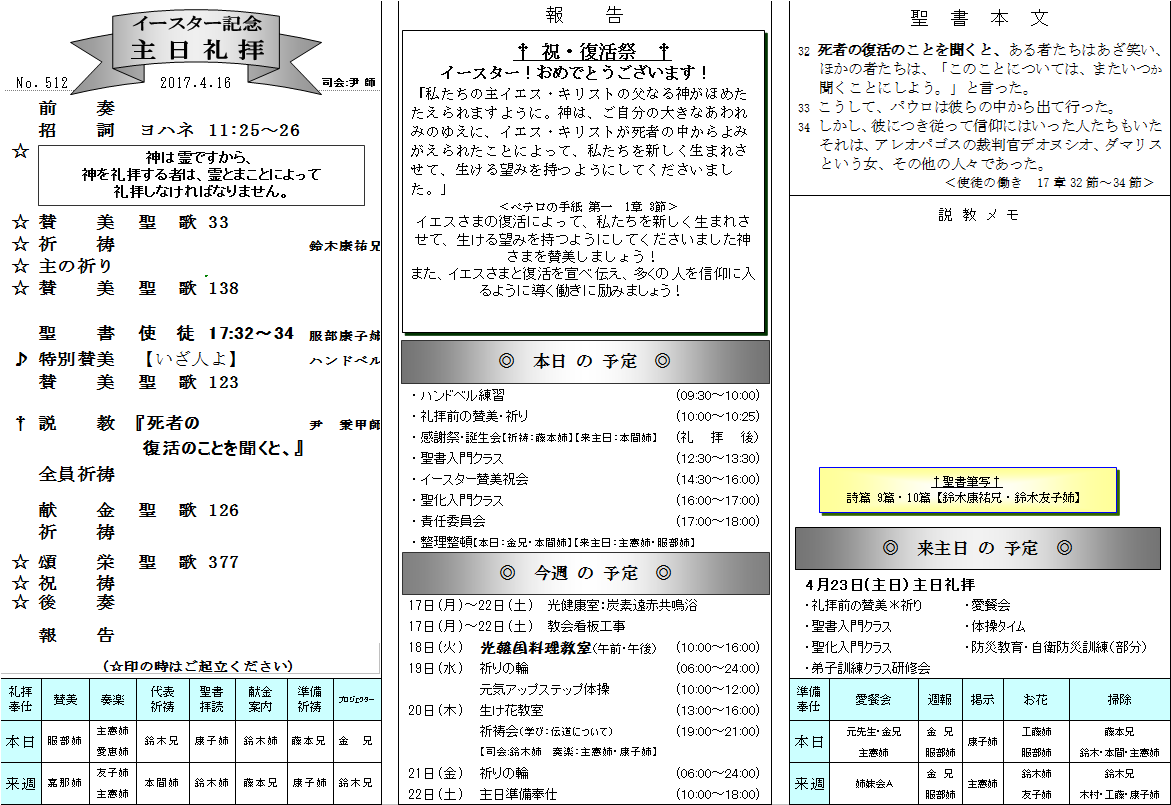 イースター記念
主 日 礼 拝
No. 512　2017.4.16　司会:尹 師
前　奏
招　詞　ヨハネ 11:25～26
☆
神は霊ですから、
神を礼拝する者は、霊とまことによって
礼拝しなければなりません。
☆ 賛　美　聖　歌 33
☆ 祈　祷　鈴木康祐兄
☆ 主の祈り
☆ 賛　美　聖　歌 138
聖　書　使　徒 17:32～34　服部康子姉
♪ 特別賛美　【いざ人よ】　ハンドベル
賛　美　聖　歌 123
† 説　教　『死者の　尹　秉甲師
復活のことを聞くと、』
全員祈祷
献　金　聖　歌 126
祈　祷
☆ 頌　栄　聖　歌 377
☆ 祝　祷
☆ 後　奏
報　告
(☆印の時はご起立ください)
礼拝奉仕　賛美　奏楽　代表祈祷　聖書拝読　献金案内　準備祈祷　プロジェクター
本日　服部姉　主憲姉 愛恵姉　鈴木兄　康子姉　鈴木姉　藤本兄　金　兄
来週　嘉那姉　友子姉 主憲姉　本間姉　鈴木姉　藤本兄　康子姉　鈴木兄
報　告
† 祝・復活祭 †
イースター！おめでとうございます！
「私たちの主イエス・キリストの父なる神がほめた
たえられますように。神は、ご自分の大きなあわれ
みのゆえに、イエス・キリストが死者の中からよみ
がえられたことによって、私たちを新しく生まれさ
せて、生ける望みを持つようにしてくださいまし
た。」
＜ペテロの手紙 第一　1章 3節＞
イエスさまの復活によって、私たちを新しく生まれさ
せて、生ける望みを持つようにしてくださいました神
さまを賛美しましょう！
また、イエスさまと復活を宣べ伝え、多くの人を信仰に入
るように導く働きに励みましょう！
◎　本日 の 予定　◎
・ハンドベル練習　(09:30～10:00)
・礼拝前の賛美・祈り　(10:00～10:25)
・感謝祭・誕生会【祈祷：藤本姉】【来主日：本間姉】　(礼　拝　後)
・聖書入門クラス　(12:30～13:30)
・イースター賛美祝会　(14:30～16:00)
・聖化入門クラス　(16:00～17:00)
・責任委員会　(17:00～18:00)
・整理整頓【本日：金兄・本間姉】【来主日：主憲姉・服部姉】
◎　今週 の 予定　◎
17日(月)～22日(土)　光健康室：炭素遠赤共鳴浴
17日(月)～22日(土)　教会看板工事
18日(火)　光韓国料理教室(午前・午後)　(10:00～16:00)
19日(水)　祈りの輪　(06:00～24:00)
元気アップステップ体操　(10:00～12:00)
20日(木)　生け花教室　(13:00～16:00)
祈祷会(学び：伝道について)　(19:00～21:00)
【司会:鈴木姉　奏楽：主憲姉・康子姉】
21日(金)　祈りの輪　(06:00～24:00)
22日(土)　主日準備奉仕　(10:00～18:00)
聖 書 本 文
32 死者の復活のことを聞くと、ある者たちはあざ笑い、
ほかの者たちは、「このことについては、またいつか
聞くことにしよう。」と言った。
33 こうして、パウロは彼らの中から出て行った。
34 しかし、彼につき従って信仰にはいった人たちもいた
それは、アレオパゴスの裁判官デオヌシオ、ダマリス
という女、その他の人々であった。
＜使徒の働き　17章32節～34節＞
説 教 メ モ
†聖書筆写†
詩篇 9篇・10篇【鈴木康祐兄・鈴木友子姉】
◎　来主日 の 予定　◎
4月23日(主日) 主日礼拝
・礼拝前の賛美＊祈り　・愛餐会
・聖書入門クラス　・体操タイム
・聖化入門クラス　・防災教育・自衛防災訓練(部分)
・弟子訓練クラス研修会
準備奉仕　愛餐会　週報　掲示　お花　掃除
本日　元先生・金兄 主憲姉　金 兄 服部姉　康子姉　工藤姉 服部姉　藤本兄 鈴木・本間・主憲姉
来週　姉妹会A　金 兄 服部姉　主憲姉　鈴木姉 友子姉　鈴木兄 木村・工藤・康子姉